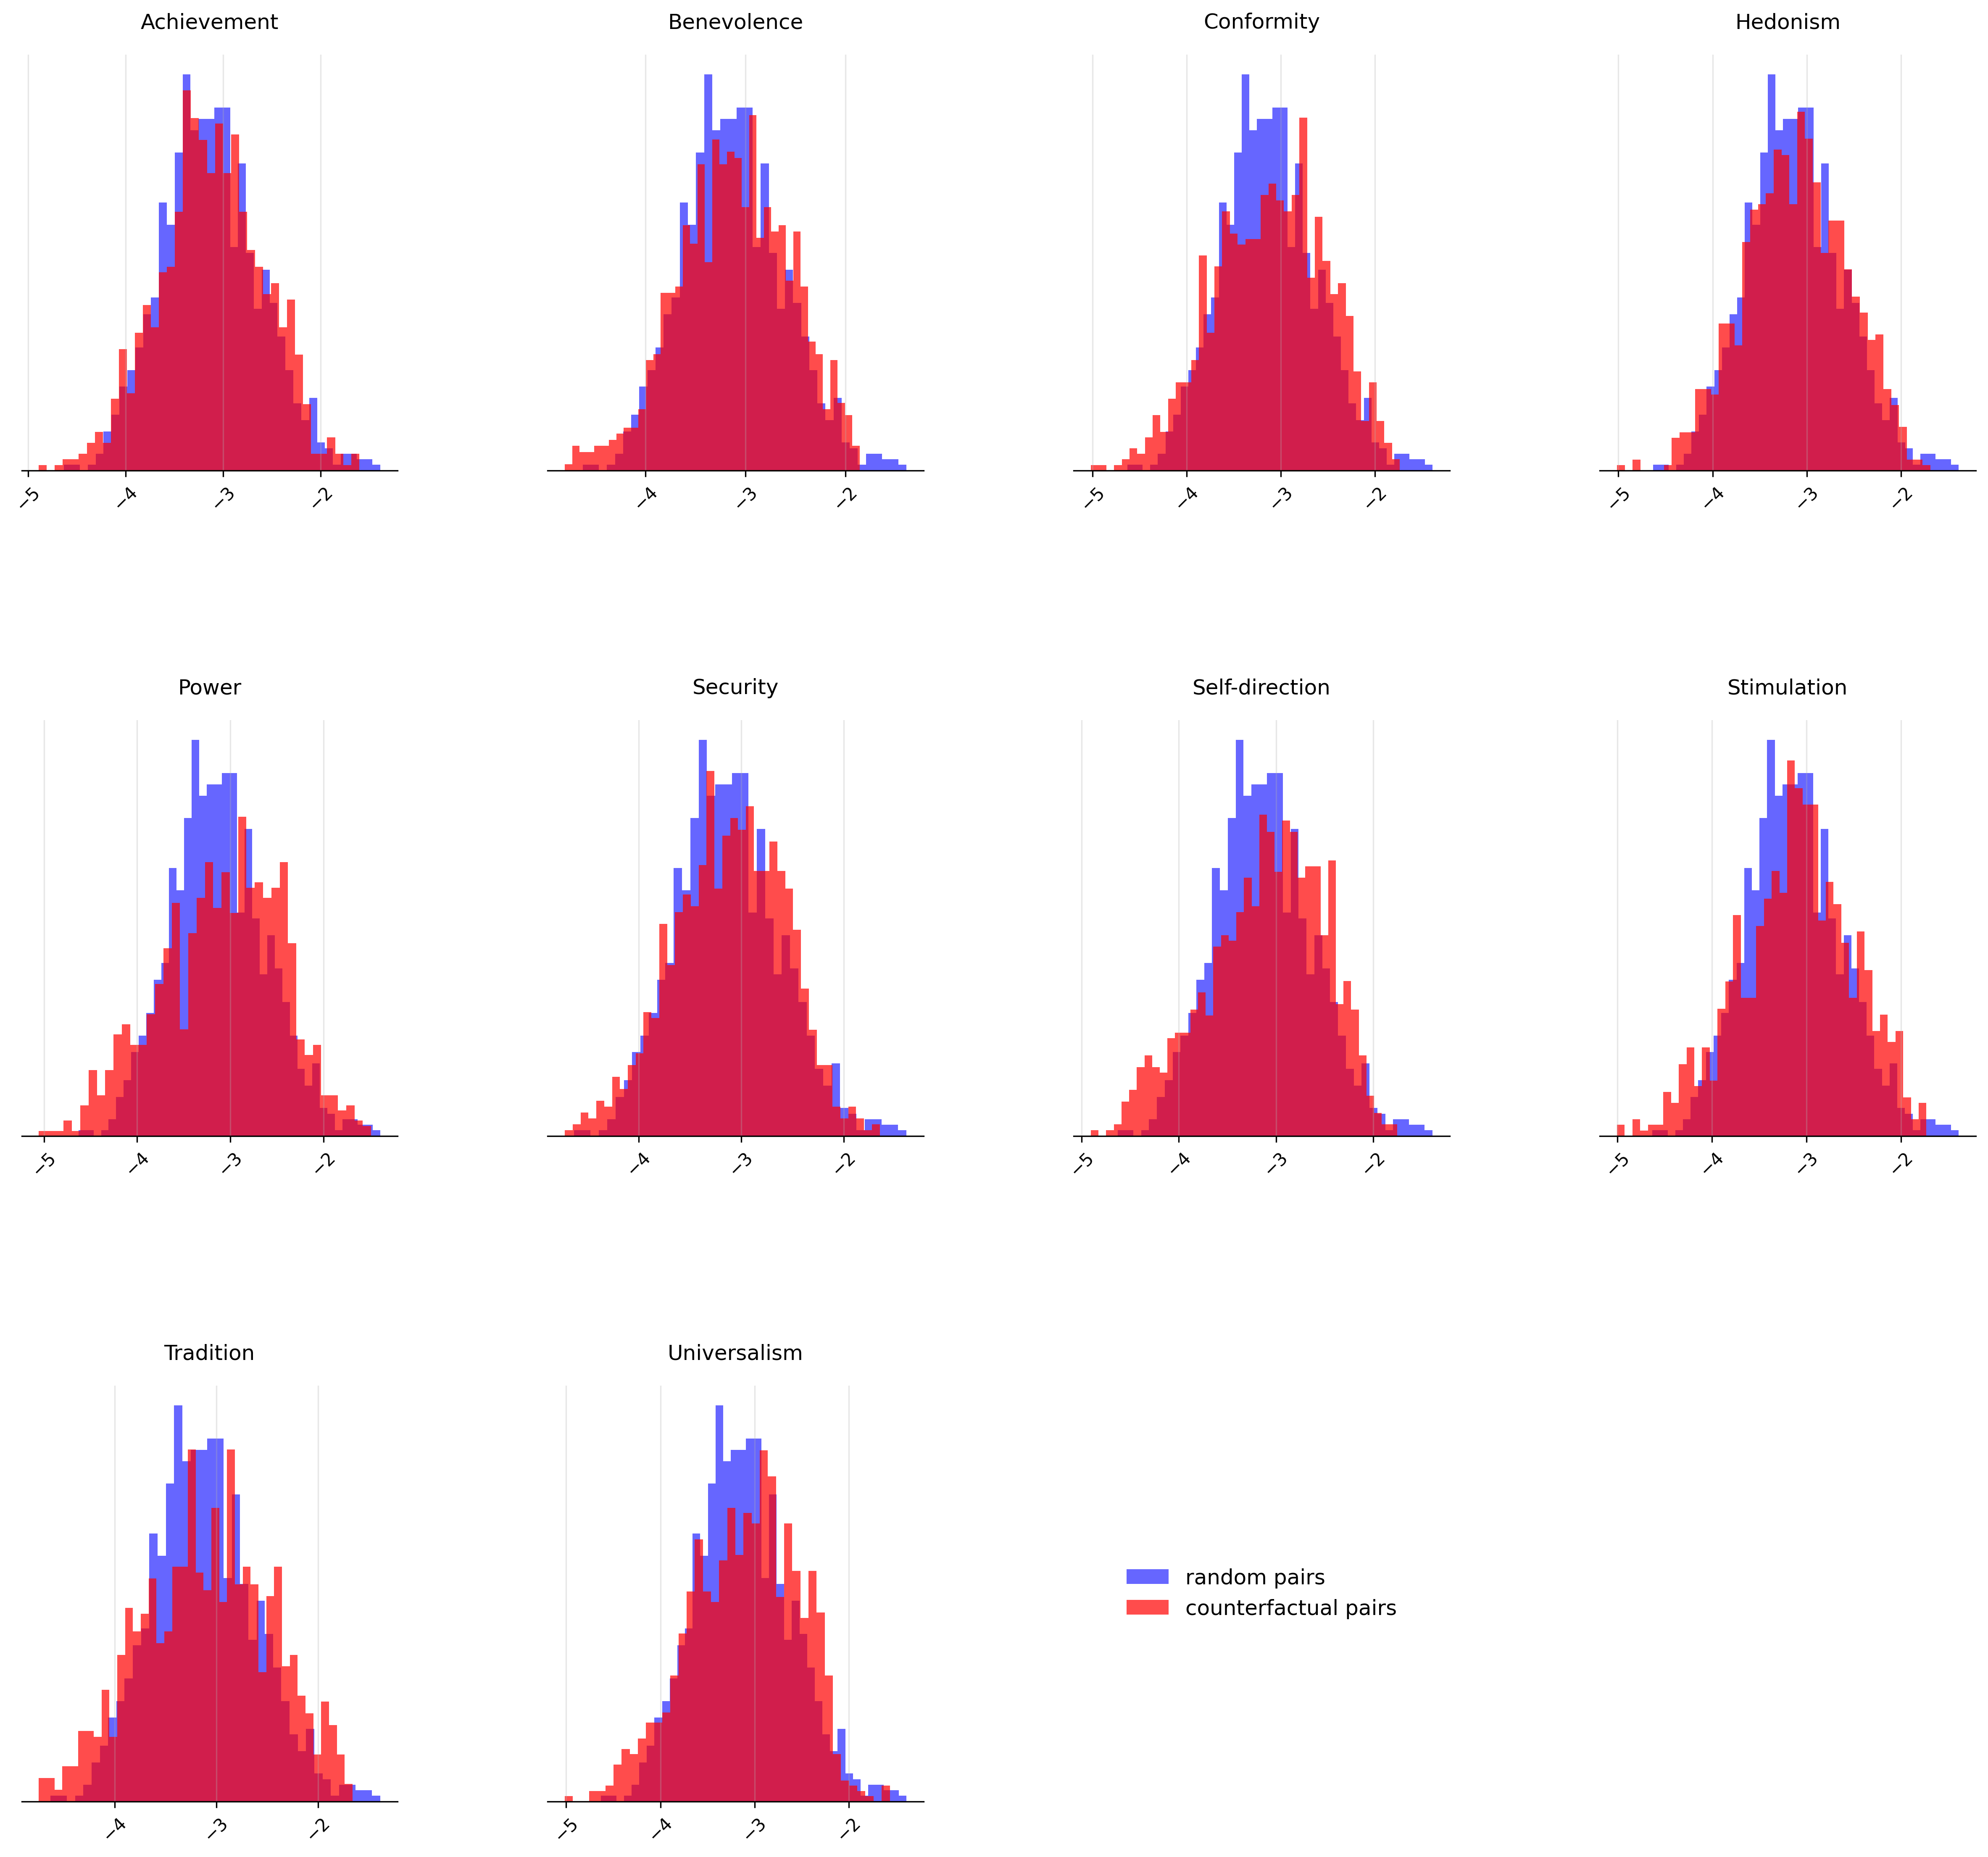 Achievement
Benevolence
Conformity
Hedonism
−5 −4 −3 −2
−4 −3 −2
−5 −4 −3 −2
−5 −4 −3 −2
Power
Security
Self-direction
Stimulation
−5 −4 −3 −2
−4 −3 −2
−5 −4 −3 −2
−5 −4 −3 −2
Tradition
Universalism
random pairs
counterfactual pairs
−4 −3 −2
−5 −4 −3 −2